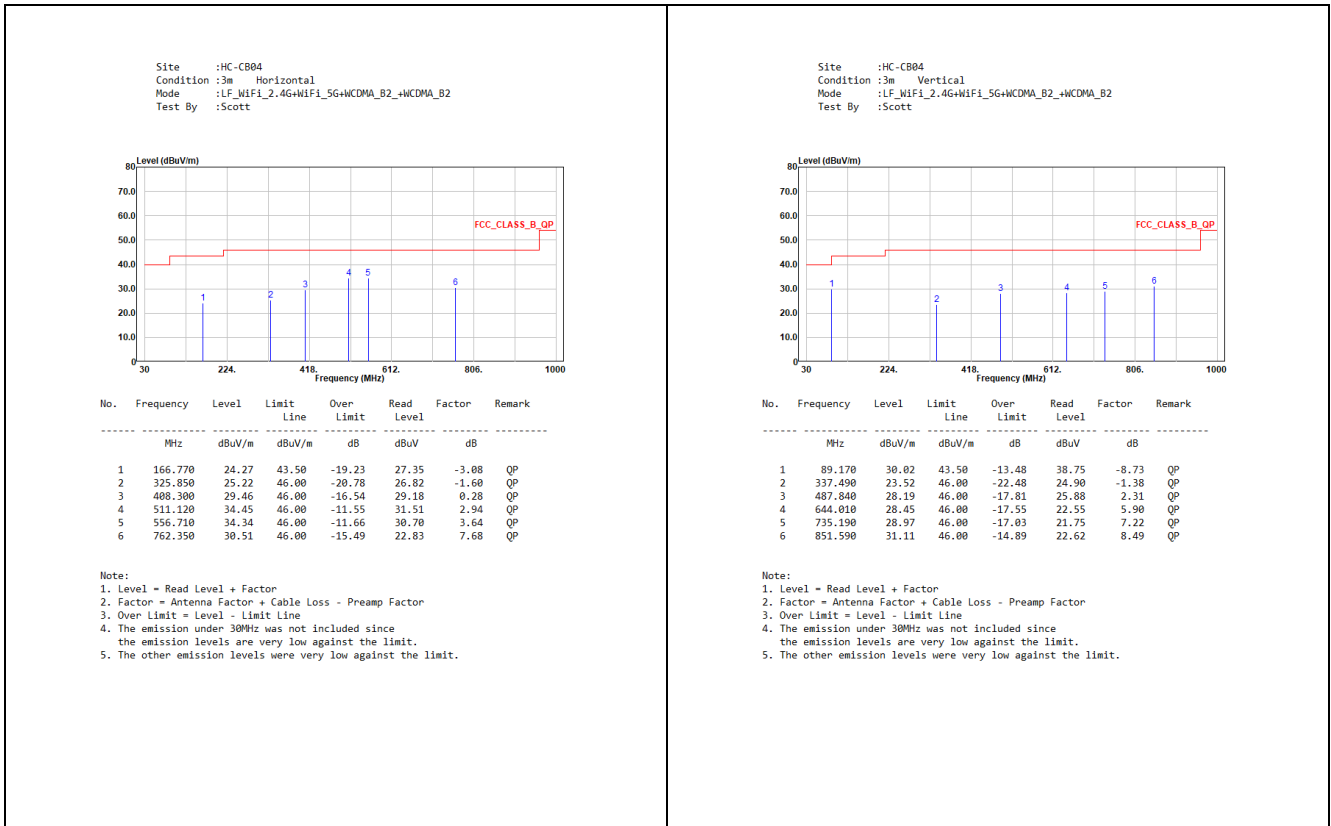 Site :HC-CB04
Condition :3m Horizontal
Mode :LF_WiFi_2.4G+WiFi_5G+WCDMA_B2_+WCDMA_B2
Test By :Scott
Level (dBuV/m)
80
70.0
60.0
FCC_CLASS_B_QP
50.0
40.0
30.0
20.0
10.0
0
1
2
3
4
5
6
30 224. 418. 612. 806. 1000
Frequency (MHz)
No. Frequency Level Limit Over Read Factor Remark
Line Limit Level
------ ----------- --------- --------- --------- -------- -------- ---------
MHz dBuV/m dBuV/m dB dBuV dB
1 166.770 24.27 43.50 -19.23 27.35 -3.08 QP
2 325.850 25.22 46.00 -20.78 26.82 -1.60 QP
3 408.300 29.46 46.00 -16.54 29.18 0.28 QP
4 511.120 34.45 46.00 -11.55 31.51 2.94 QP
5 556.710 34.34 46.00 -11.66 30.70 3.64 QP
6 762.350 30.51 46.00 -15.49 22.83 7.68 QP
Note:
1. Level = Read Level + Factor
2. Factor = Antenna Factor + Cable Loss - Preamp Factor
3. Over Limit = Level - Limit Line
4. The emission under 30MHz was not included since
the emission levels are very low against the limit.
5. The other emission levels were very low against the limit.
Site :HC-CB04
Condition :3m Vertical
Mode :LF_WiFi_2.4G+WiFi_5G+WCDMA_B2_+WCDMA_B2
Test By :Scott
Level (dBuV/m)
80
70.0
60.0
FCC_CLASS_B_QP
50.0
40.0
30.0
20.0
10.0
0
1
2
3
4
5
6
30 224. 418. 612. 806. 1000
Frequency (MHz)
No. Frequency Level Limit Over Read Factor Remark
Line Limit Level
------ ----------- --------- --------- --------- -------- -------- ---------
MHz dBuV/m dBuV/m dB dBuV dB
1 89.170 30.02 43.50 -13.48 38.75 -8.73 QP
2 337.490 23.52 46.00 -22.48 24.90 -1.38 QP
3 487.840 28.19 46.00 -17.81 25.88 2.31 QP
4 644.010 28.45 46.00 -17.55 22.55 5.90 QP
5 735.190 28.97 46.00 -17.03 21.75 7.22 QP
6 851.590 31.11 46.00 -14.89 22.62 8.49 QP
Note:
1. Level = Read Level + Factor
2. Factor = Antenna Factor + Cable Loss - Preamp Factor
3. Over Limit = Level - Limit Line
4. The emission under 30MHz was not included since
the emission levels are very low against the limit.
5. The other emission levels were very low against the limit.